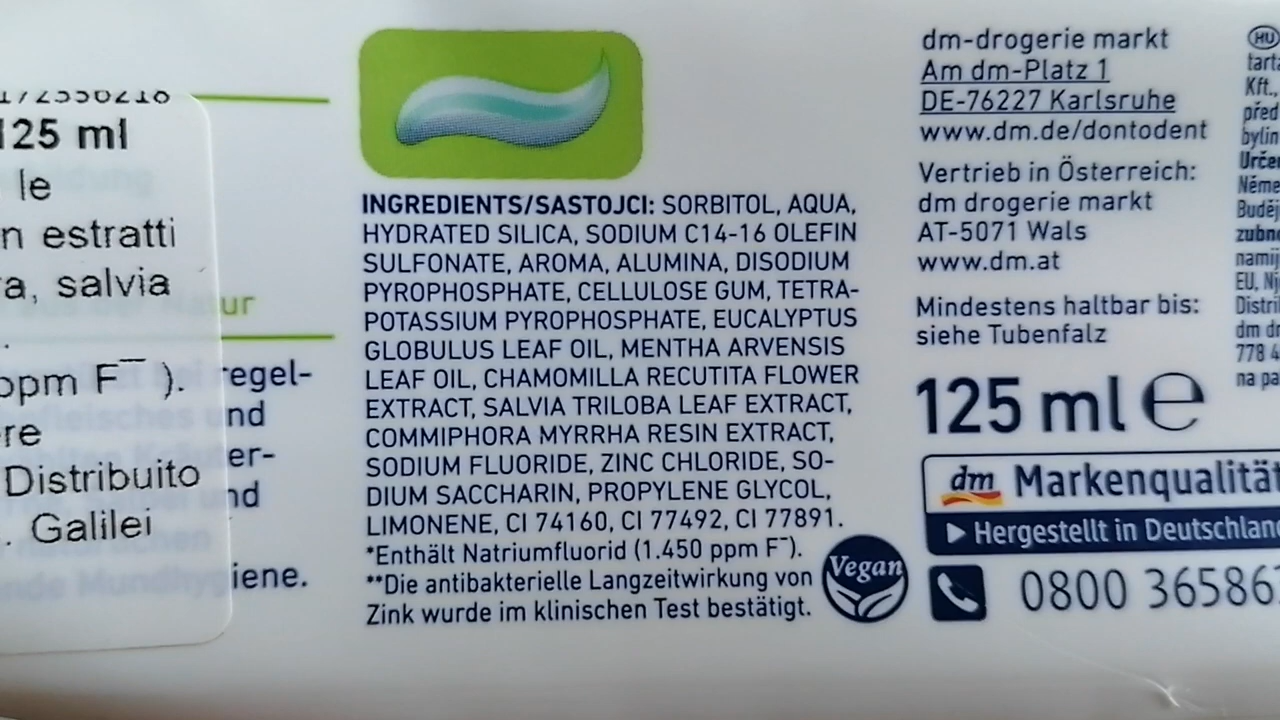 125 ml
le
n estratti
a, salvia
ppm F⁻ ).
re
Distribuito
. Galilei
ur
regel-
nd
er-
nd
iene.
INGREDIENTS/SASTOJCI: SORBITOL, AQUA,
HYDRATED SILICA, SODIUM C14-16 OLEFIN
SULFONATE, AROMA, ALUMINA, DISODIUM
PYROPHOSPHATE, CELLULOSE GUM, TETRA-
POTASSIUM PYROPHOSPHATE, EUCALYPTUS
GLOBULUS LEAF OIL, MENTHA ARVENSIS
LEAF OIL, CHAMOMILLA RECUTITA FLOWER
EXTRACT, SALVIA TRILOBA LEAF EXTRACT,
COMMIPHORA MYRRHA RESIN EXTRACT,
SODIUM FLUORIDE, ZINC CHLORIDE, SO-
DIUM SACCHARIN, PROPYLENE GLYCOL,
LIMONENE, CI 74160, CI 77492, CI 77891.
*Enthält Natriumfluorid (1.450 ppm F⁻).
**Die antibakterielle Langzeitwirkung von
Zink wurde im klinischen Test bestätigt.
Vegan
dm-drogerie markt
Am dm-Platz 1
DE-76227 Karlsruhe
www.dm.de/dontodent
Vertrieb in Österreich:
dm drogerie markt
AT-5071 Wals
www.dm.at
Mindestens haltbar bis:
siehe Tubenfalz
125 ml e
dm Markenqualität
Hergestellt in Deutschland
0800 36586
HU
tart
Kft.,
před
bylin
Určen
Něme
Buděj
zubn
namij
EU, Nj
Distri
dm d
778 4
na pa